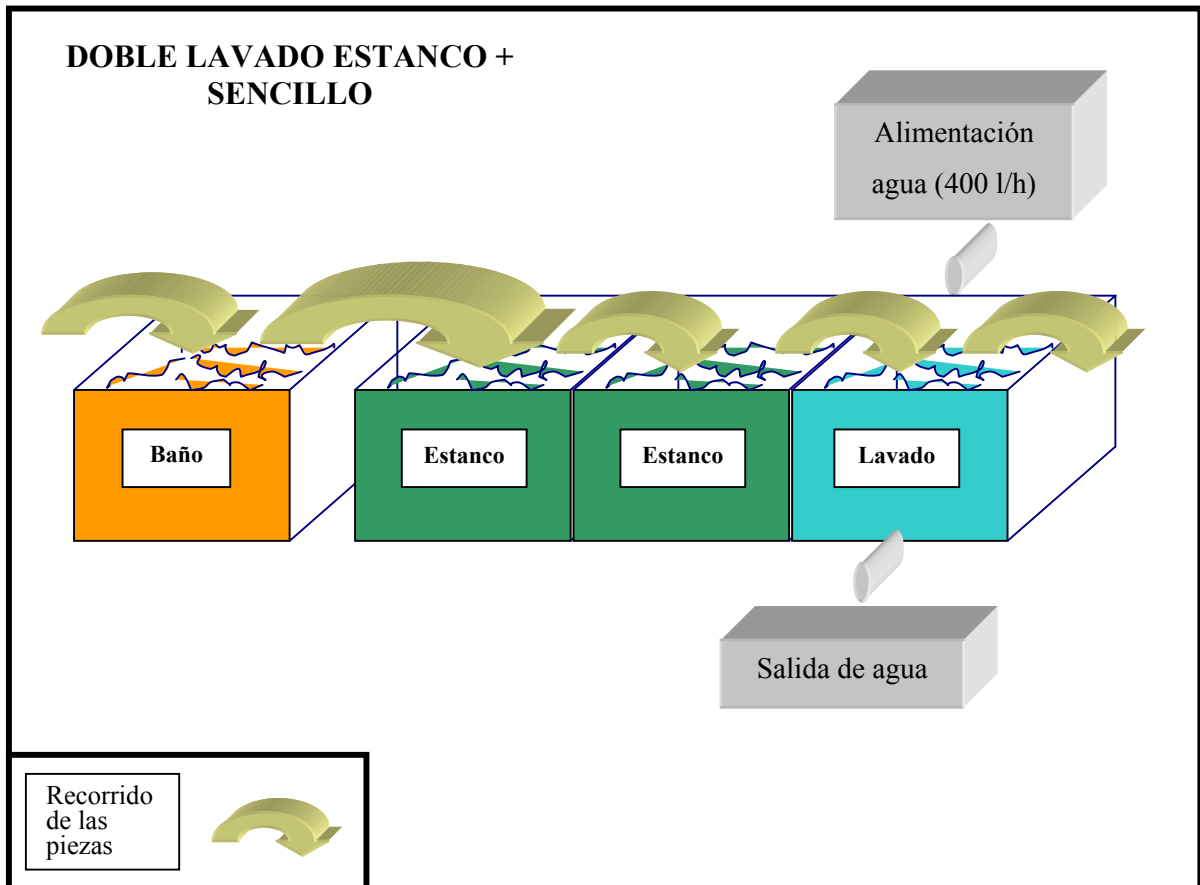 DOBLE LAVADO ESTANCO +
SENCILLO
Alimentación
agua (400 l/h)
Baño
Estanco
Estanco
Lavado
Salida de agua
Recorrido
de las
piezas